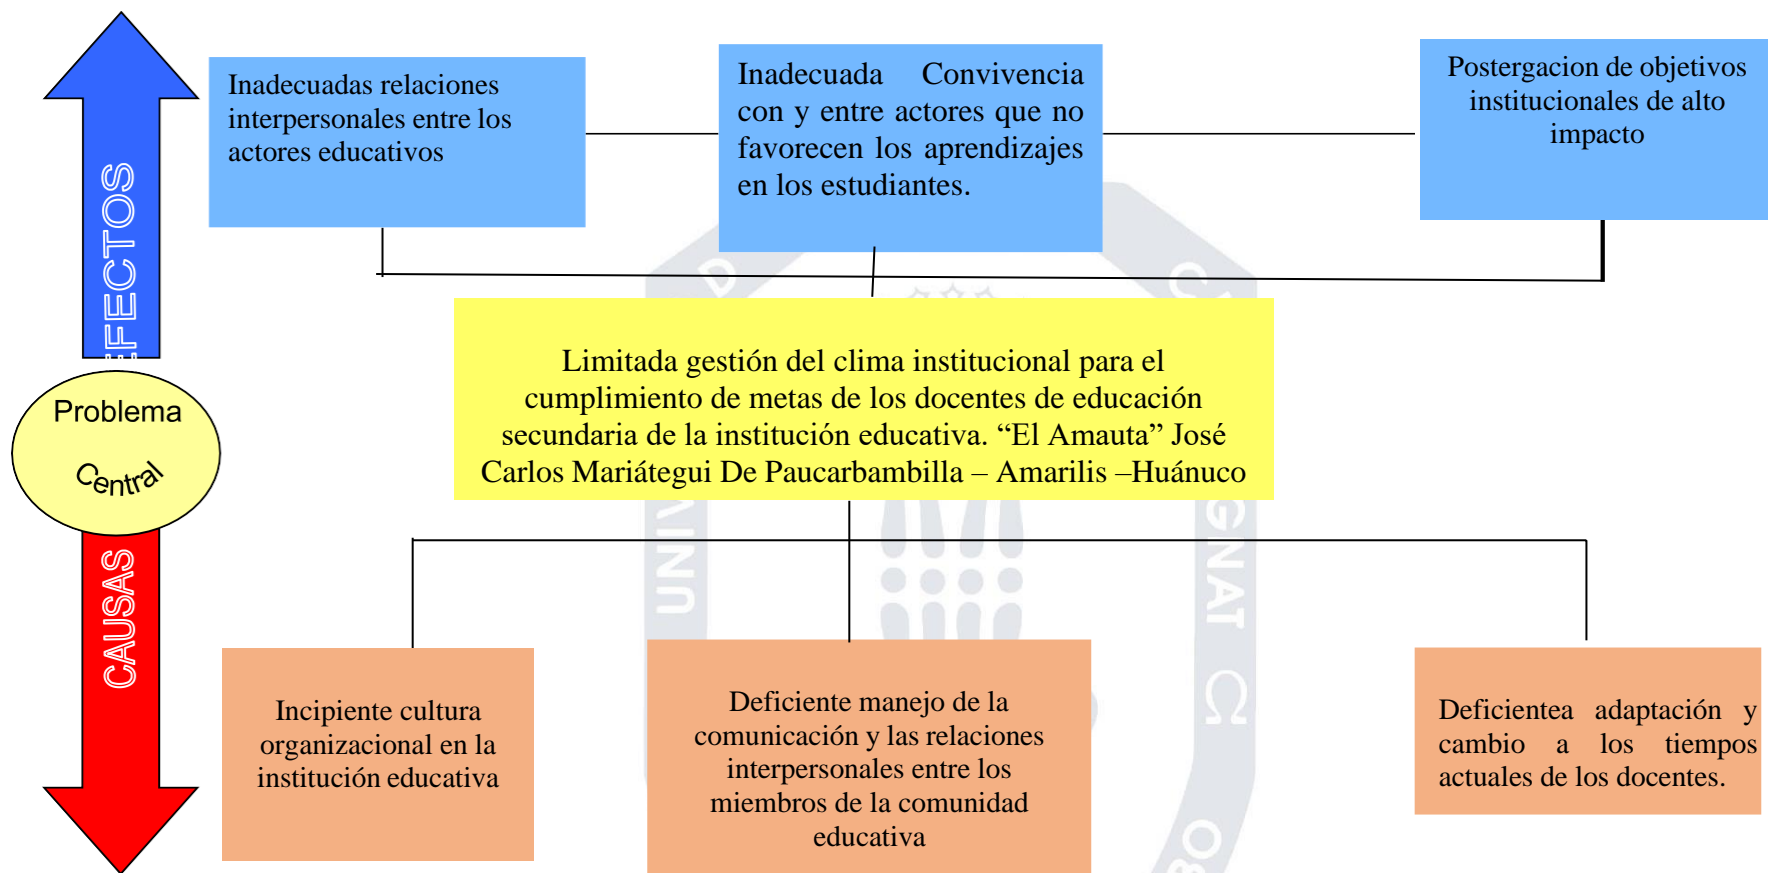 EFECTOS
Inadecuadas relaciones
interpersonales entre los
actores educativos
Inadecuada Convivencia
con y entre actores que no
favorecen los aprendizajes
en los estudiantes.
Postergacion de objetivos
institucionales de alto
impacto
Problema
Central
Limitada gestión del clima institucional para el
cumplimiento de metas de los docentes de educación
secundaria de la institución educativa. “El Amauta” José
Carlos Mariátegui De Paucarbambilla – Amarilis –Huánuco
CAUSAS
Incipiente cultura
organizacional en la
institución educativa
Deficiente manejo de la
comunicación y las relaciones
interpersonales entre los
miembros de la comunidad
educativa
Deficientea adaptación y
cambio a los tiempos
actuales de los docentes.